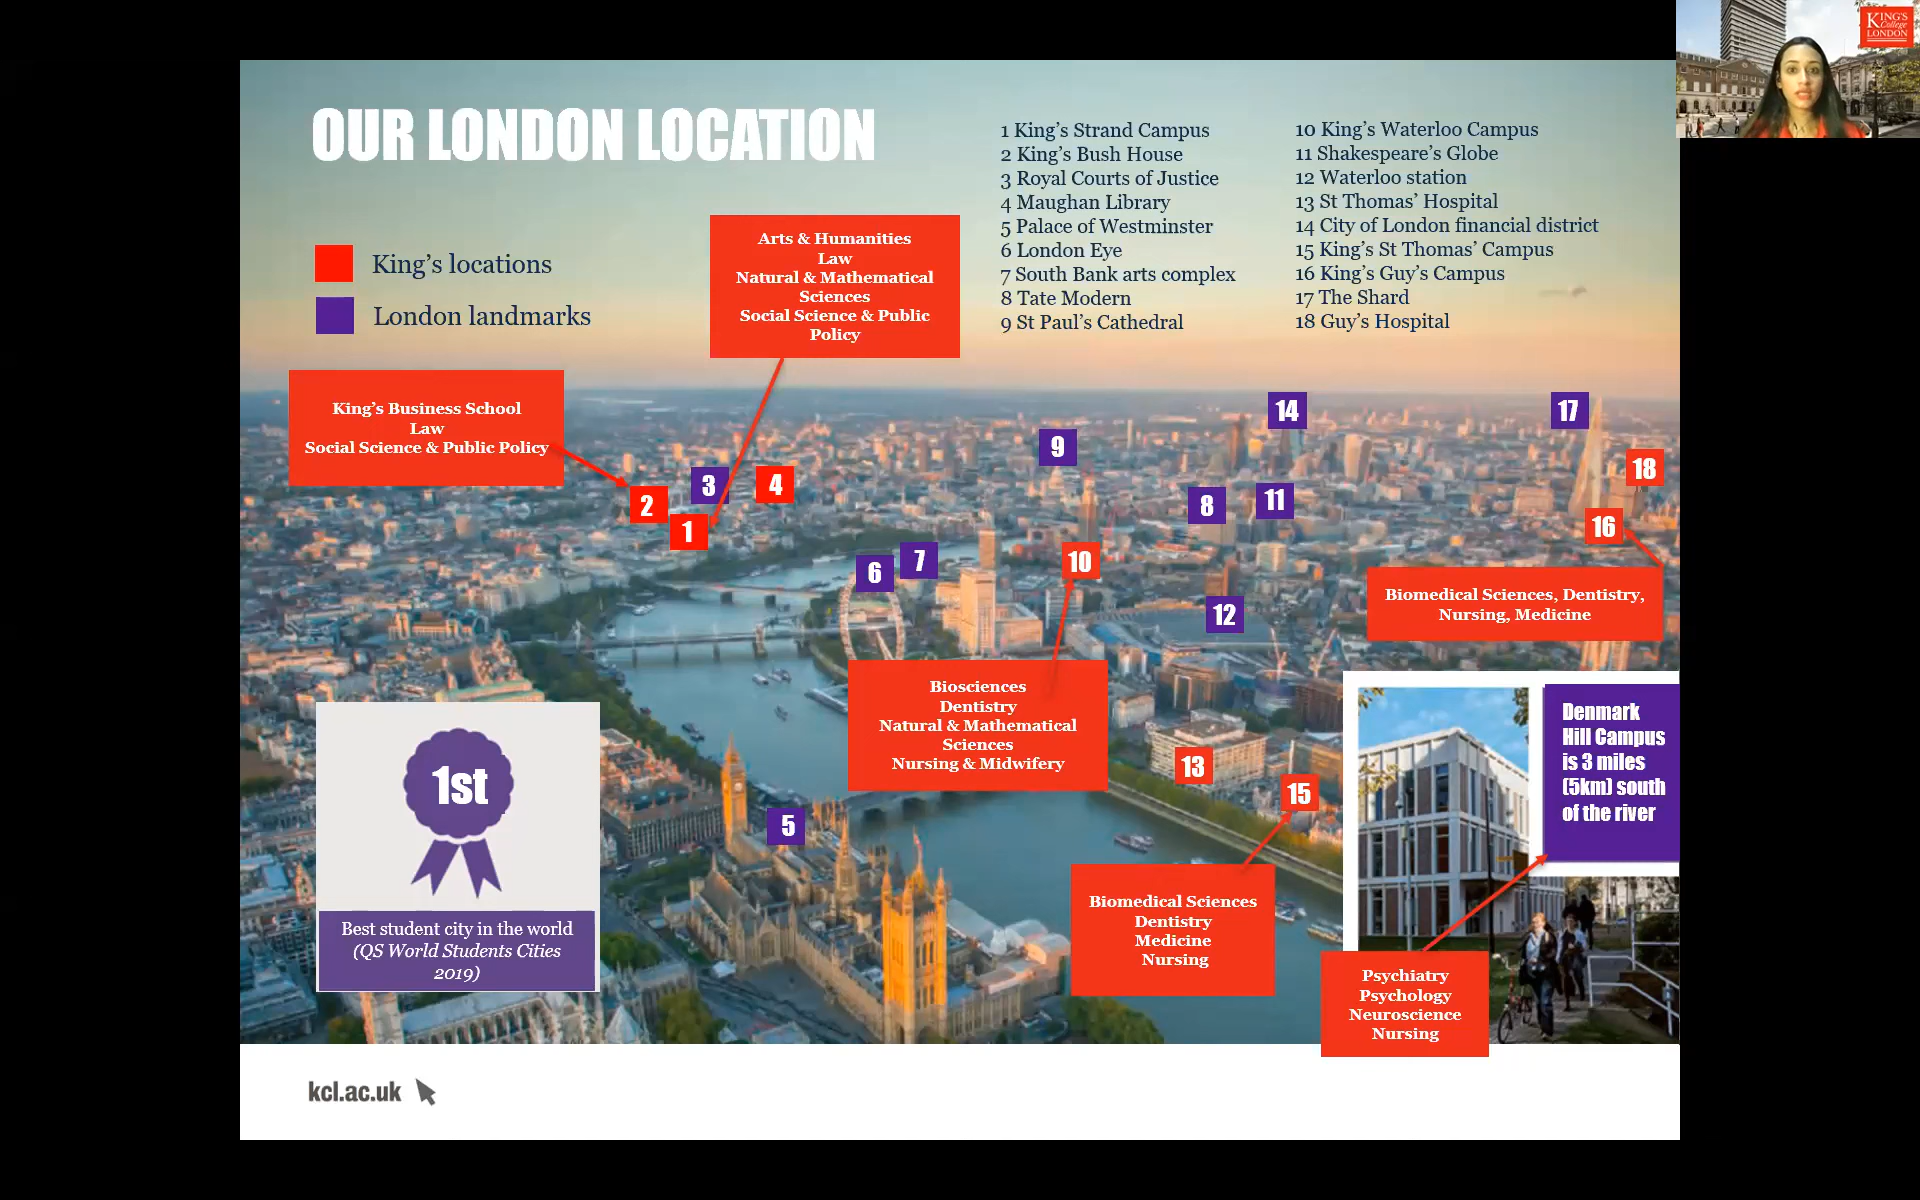 OUR LONDON LOCATION
King's locations
London landmarks
1 King's Strand Campus
2 King's Bush House
3 Royal Courts of Justice
4 Maughan Library
5 Palace of Westminster
6 London Eye
7 South Bank arts complex
8 Tate Modern
9 St Paul's Cathedral
10 King's Waterloo Campus
11 Shakespeare's Globe
12 Waterloo station
13 St Thomas' Hospital
14 City of London financial district
15 King's St Thomas' Campus
16 King's Guy's Campus
17 The Shard
18 Guy's Hospital
KING'S
College
LONDON
Arts & Humanities
Law
Natural & Mathematical
Sciences
Social Science & Public
Policy
King's Business School
Law
Social Science & Public Policy
14
17
9
18
3
4
2
8
11
1
16
7
10
6
12
Biomedical Sciences, Dentistry,
Nursing, Medicine
Biosciences
Dentistry
Natural & Mathematical
Sciences
Nursing & Midwifery
Denmark
Hill Campus
is 3 miles
(5km) south
of the river
13
15
5
1st
Best student city in the world
(QS World Students Cities
2019)
Biomedical Sciences
Dentistry
Medicine
Nursing
Psychiatry
Psychology
Neuroscience
Nursing
kcl.ac.uk